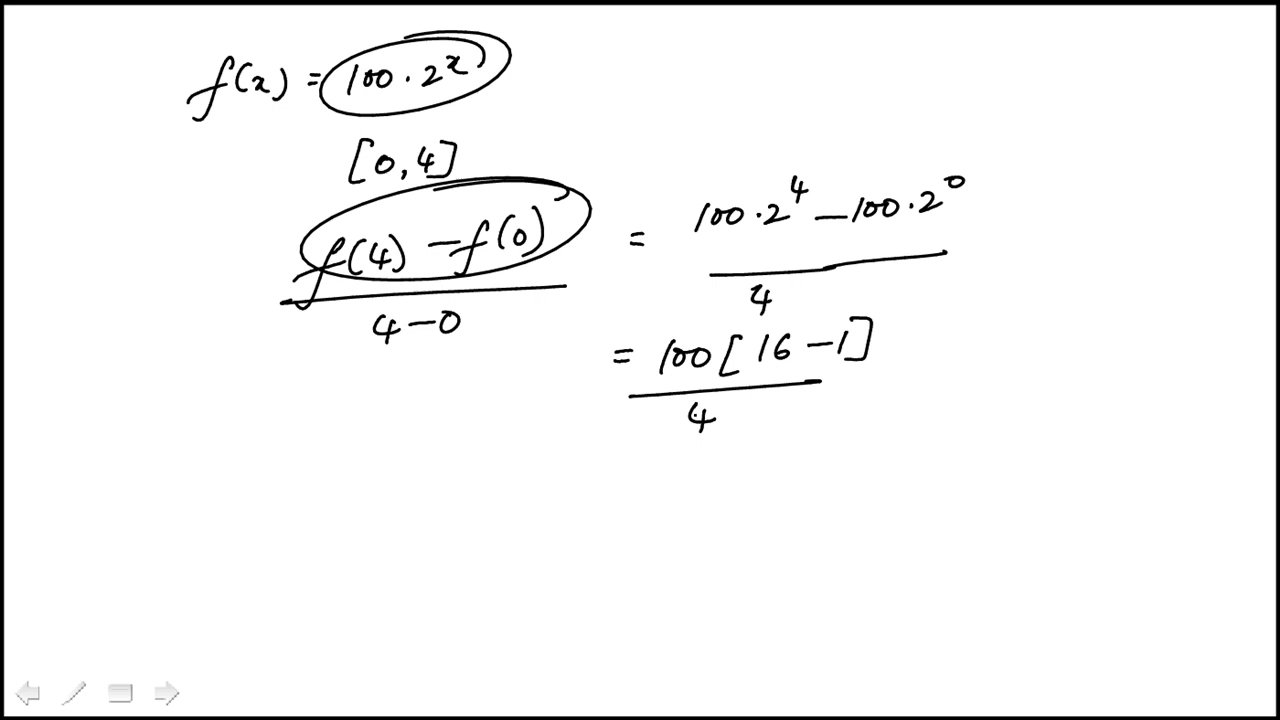 f(x) = 100·2^x
[0,4]
f(4) - f(0) / 4-0 = 100·2^4 - 100·2^0 / 4
= 100[16-1] / 4